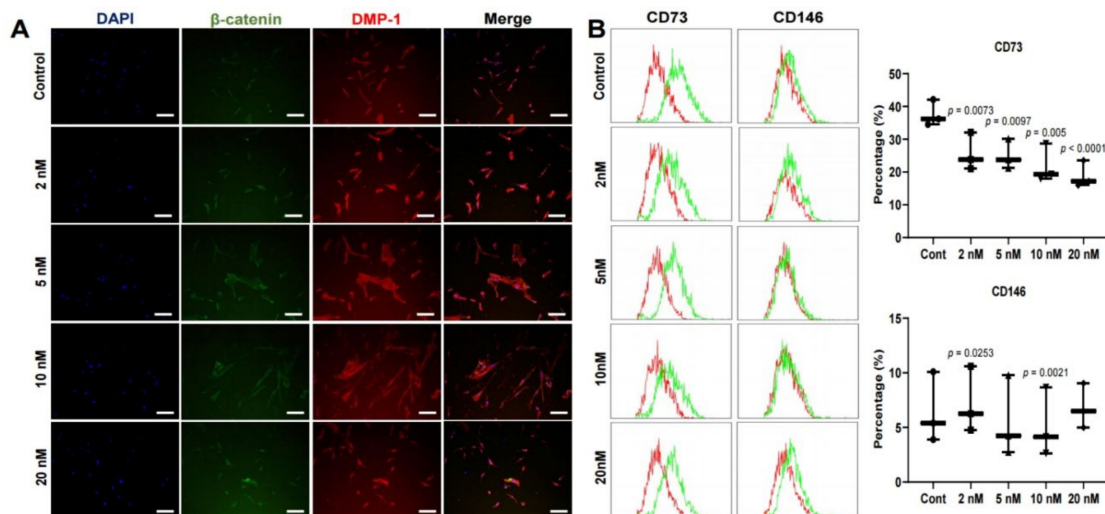 A
DAPI
β-catenin
DMP-1
Merge
Control
2 nM
5 nM
10 nM
20 nM
B
CD73
CD146
Control
2nM
5nM
10nM
20nM
CD73
Percentage (%)
50
40
30
20
10
0
p = 0.0073
p = 0.0097
p = 0.005
p < 0.0001
Cont 2 nM 5 nM 10 nM 20 nM
CD146
Percentage (%)
15
10
5
0
p = 0.0253
p = 0.0021
Cont 2 nM 5 nM 10 nM 20 nM